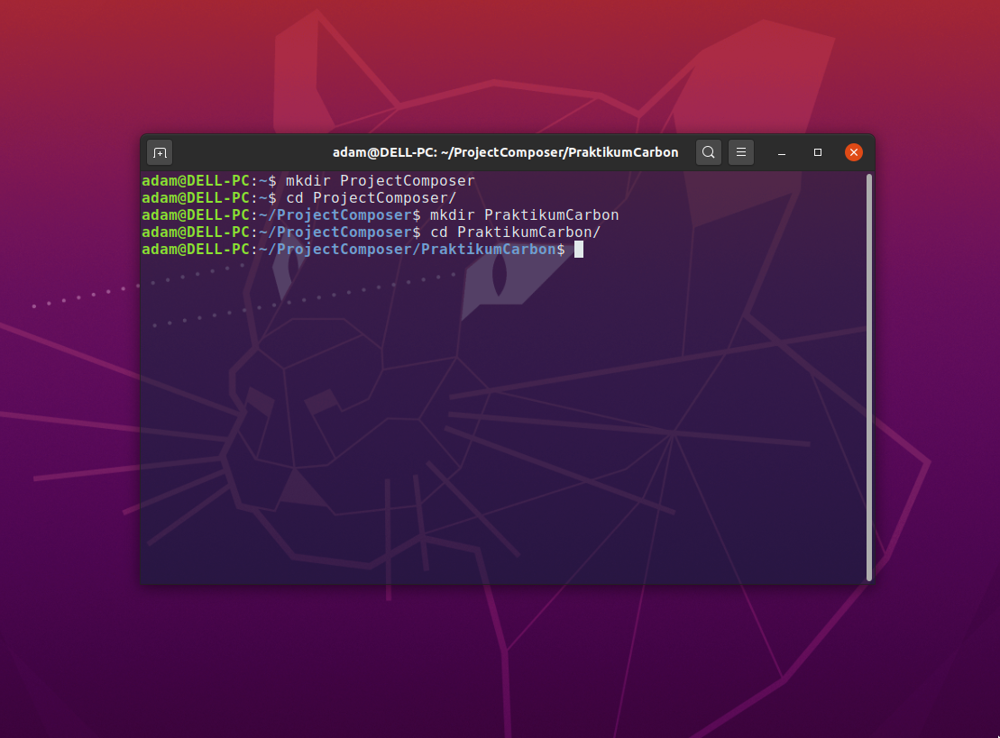 adam@DELL-PC: ~/ProjectComposer/PraktikumCarbon
adam@DELL-PC:~$ mkdir ProjectComposer
adam@DELL-PC:~$ cd ProjectComposer/
adam@DELL-PC:~/ProjectComposer$ mkdir PraktikumCarbon
adam@DELL-PC:~/ProjectComposer$ cd PraktikumCarbon/
adam@DELL-PC:~/ProjectComposer/PraktikumCarbon$